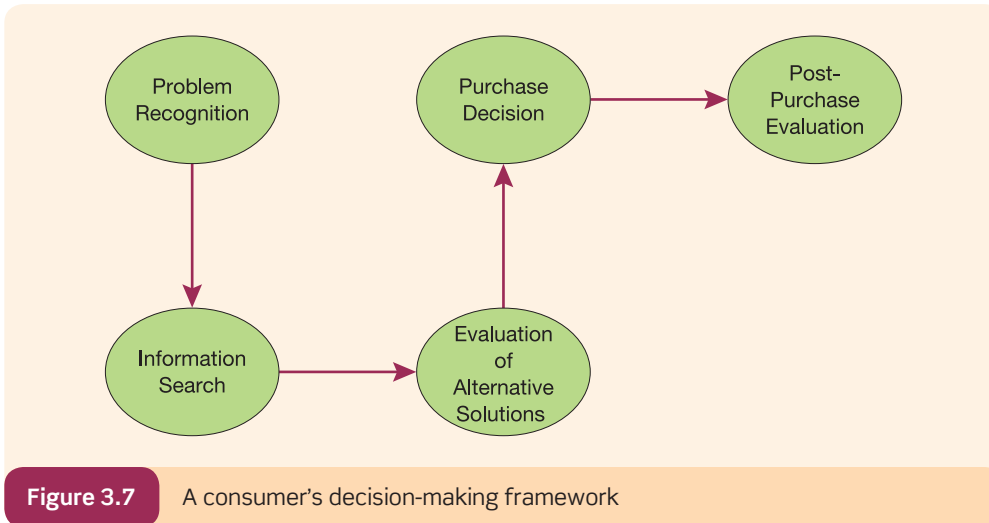 Problem
Recognition
Information
Search
Evaluation
of
Alternative
Solutions
Purchase
Decision
Post-
Purchase
Evaluation
Figure 3.7 A consumer’s decision-making framework